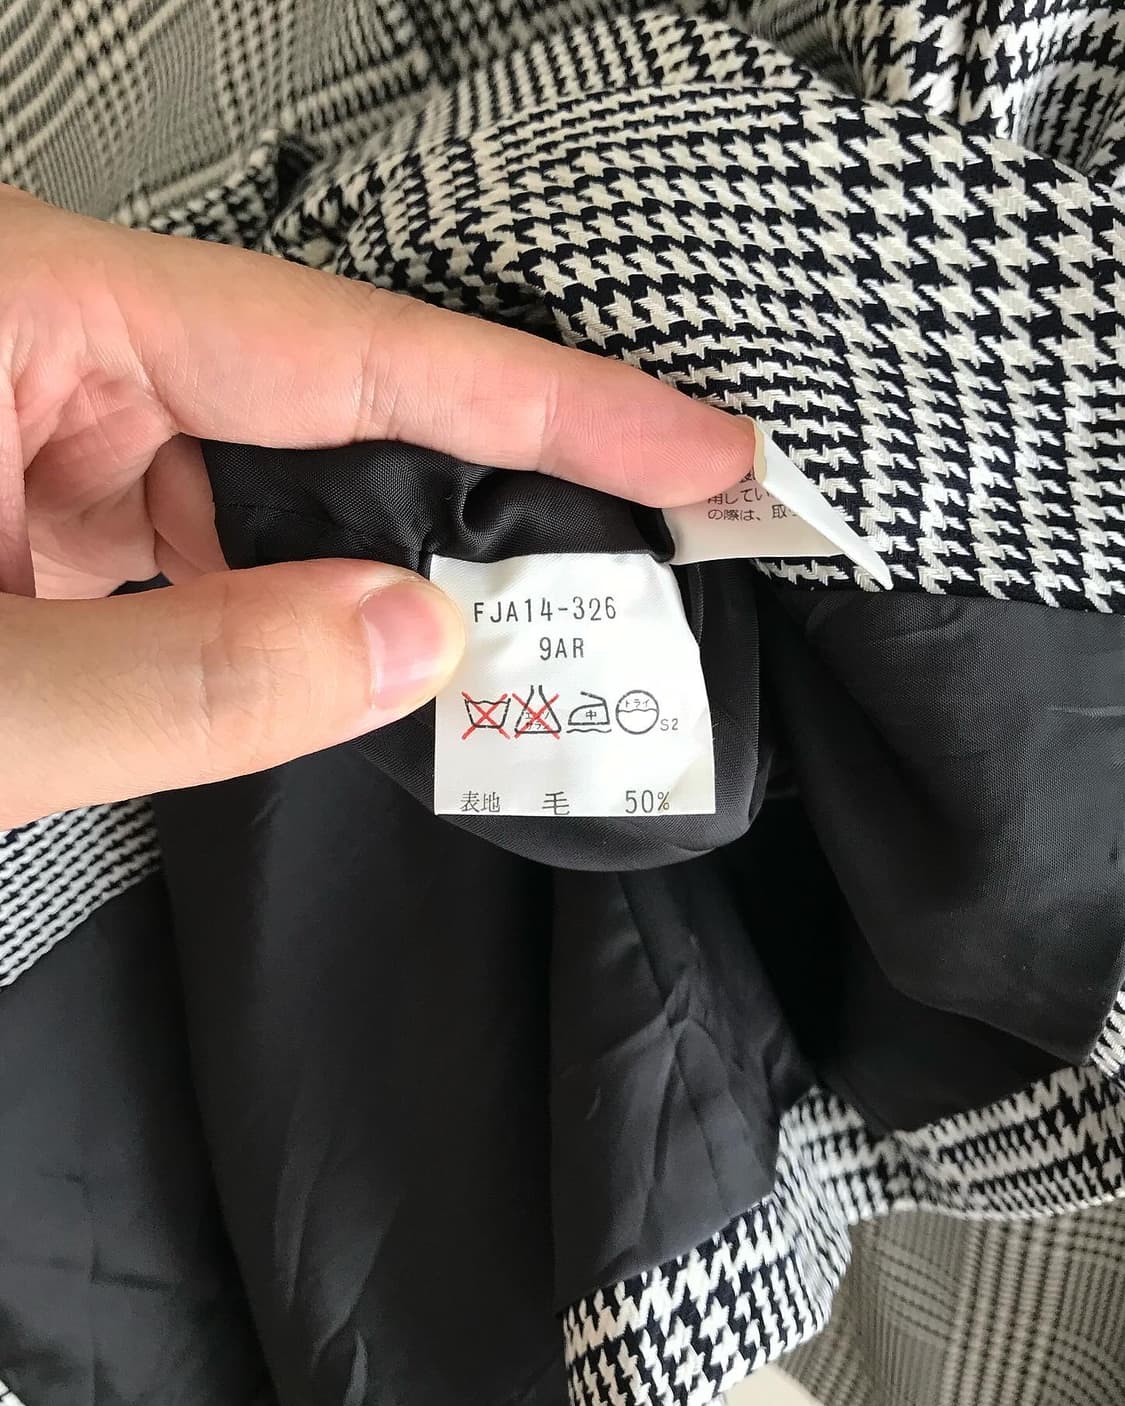 用してい
の際は、取
FJA14-326
9AR
中
ドライ
S2
表地 毛 50%